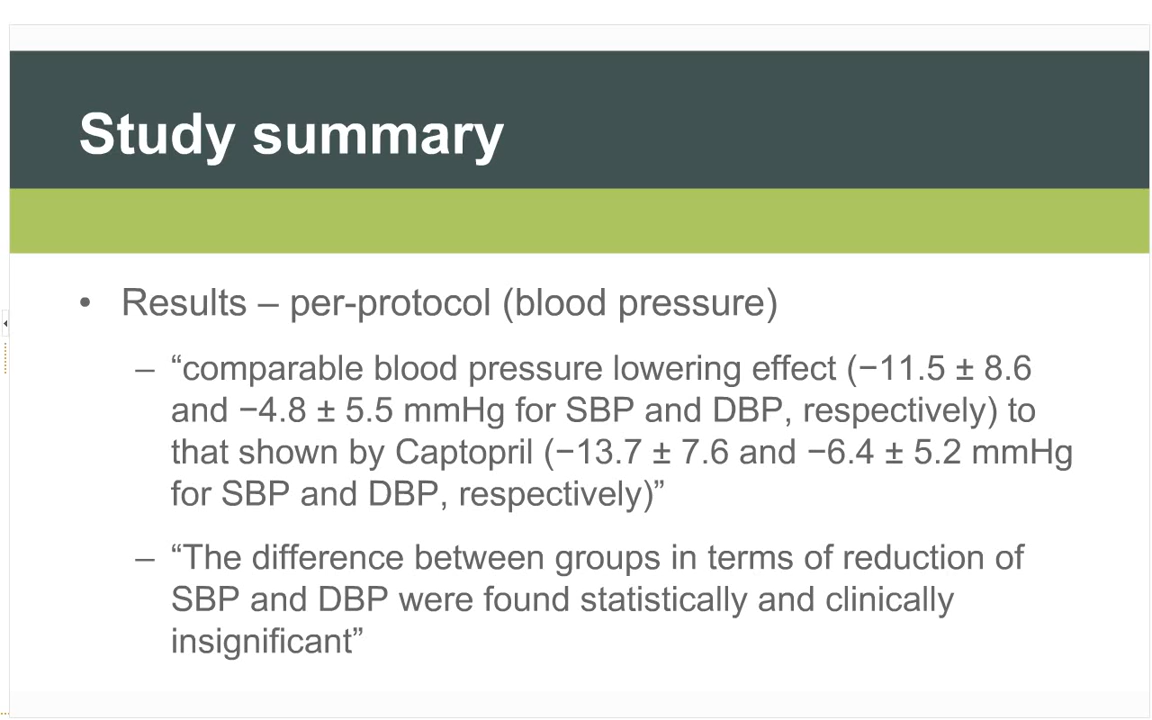 Study summary
• Results – per-protocol (blood pressure)
– “comparable blood pressure lowering effect (−11.5 ± 8.6
and −4.8 ± 5.5 mmHg for SBP and DBP, respectively) to
that shown by Captopril (−13.7 ± 7.6 and −6.4 ± 5.2 mmHg
for SBP and DBP, respectively)”
– “The difference between groups in terms of reduction of
SBP and DBP were found statistically and clinically
insignificant”